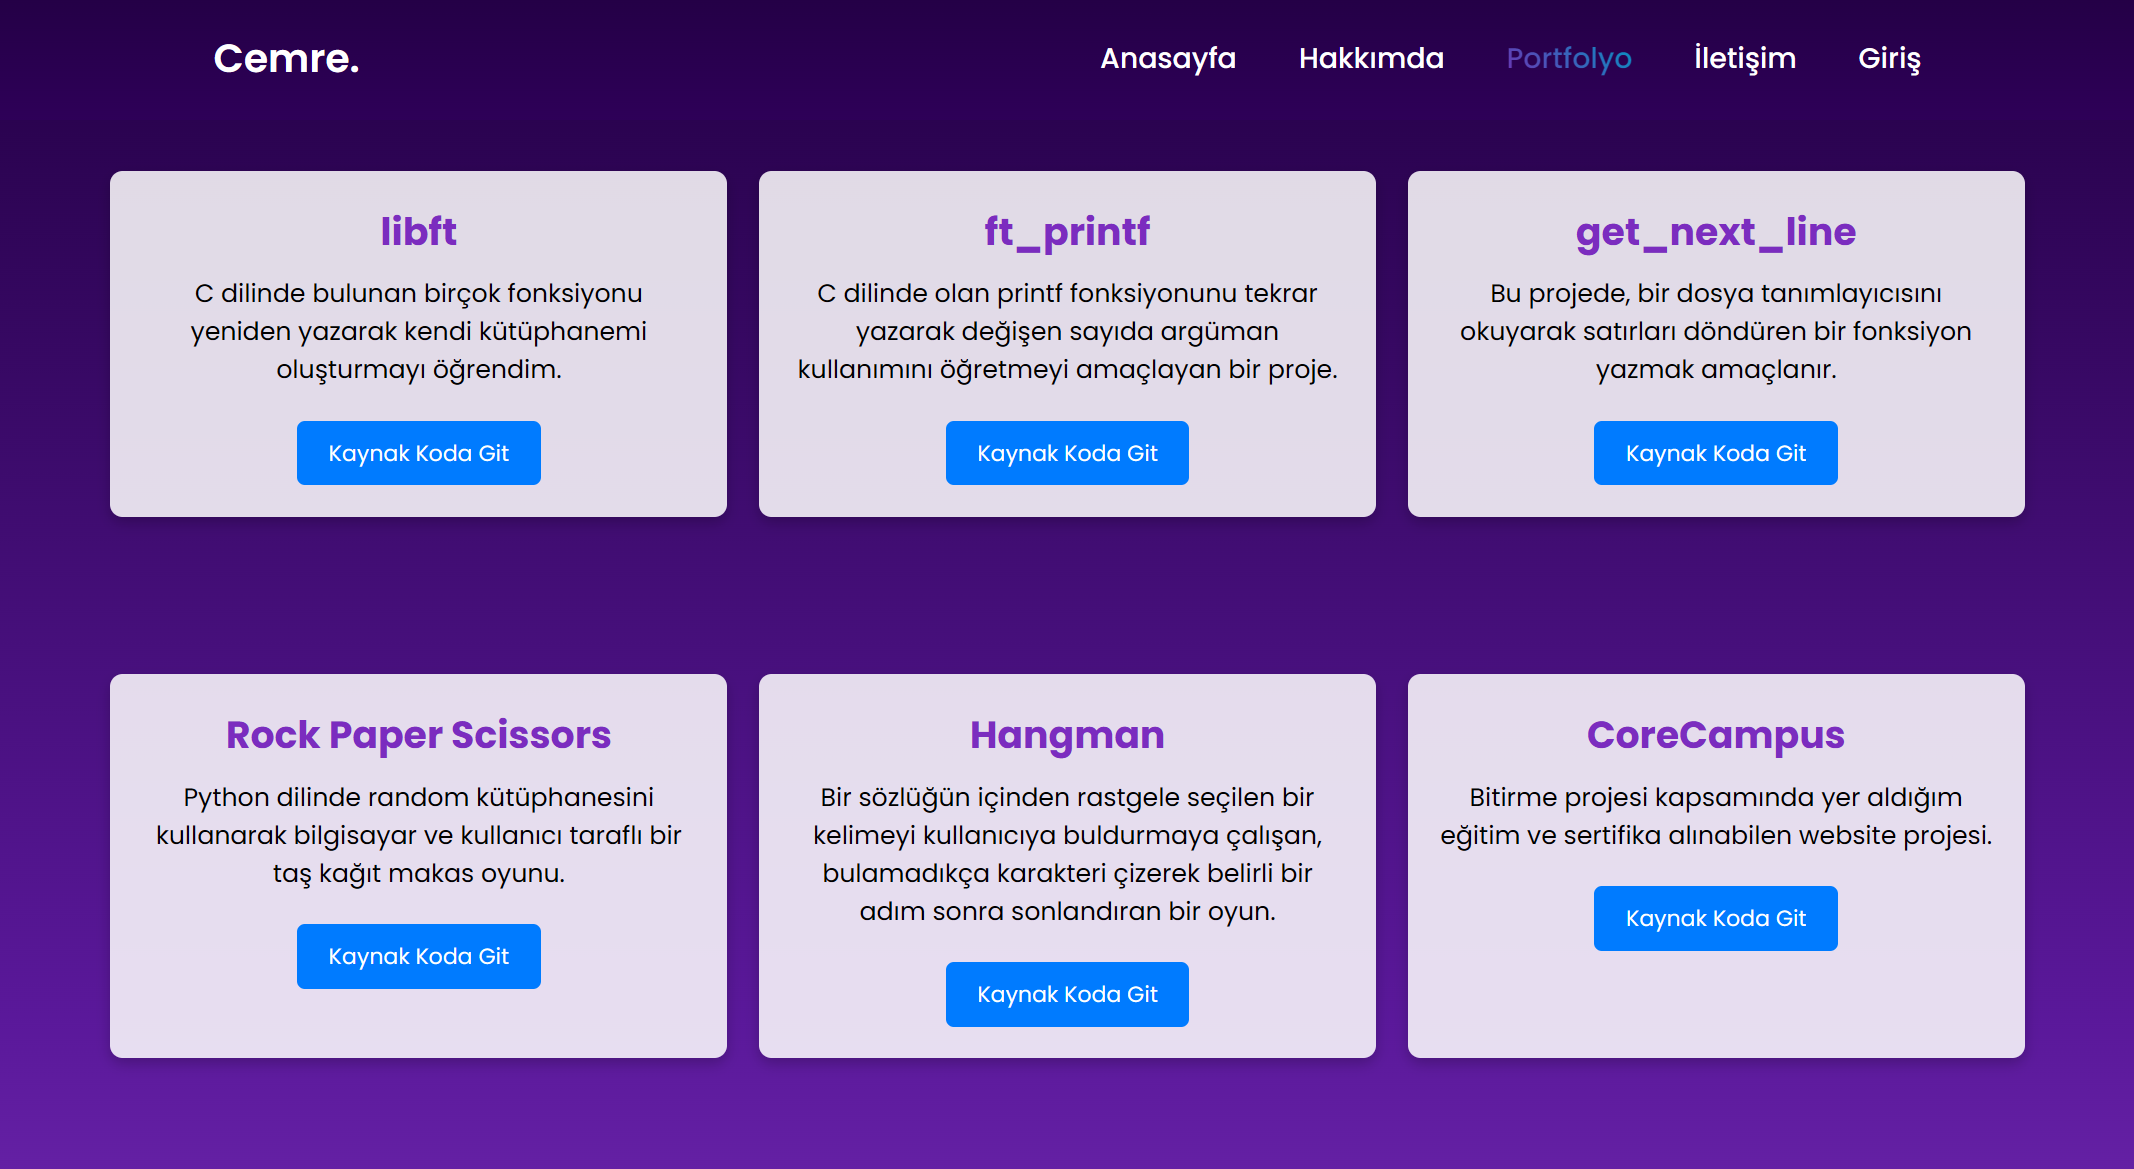 Cemre.
Anasayfa Hakkımda Portfolyo İletişim Giriş
libft
C dilinde bulunan birçok fonksiyonu
yeniden yazarak kendi kütüphanemi
oluşturmayı öğrendim.
Kaynak Koda Git
ft_printf
C dilinde olan printf fonksiyonunu tekrar
yazarak değişen sayıda argüman
kullanımını öğretmeyi amaçlayan bir proje.
Kaynak Koda Git
get_next_line
Bu projede, bir dosya tanımlayıcısını
okuyarak satırları döndüren bir fonksiyon
yazmak amaçlanır.
Kaynak Koda Git
Rock Paper Scissors
Python dilinde random kütüphanesini
kullanarak bilgisayar ve kullanıcı taraflı bir
taş kağıt makas oyunu.
Kaynak Koda Git
Hangman
Bir sözlüğün içinden rastgele seçilen bir
kelimeyi kullanıcıya buldurmaya çalışan,
bulamadıkça karakteri çizerek belirli bir
adım sonra sonlandıran bir oyun.
Kaynak Koda Git
CoreCampus
Bitirme projesi kapsamında yer aldığım
eğitim ve sertifika alınabilen website projesi.
Kaynak Koda Git